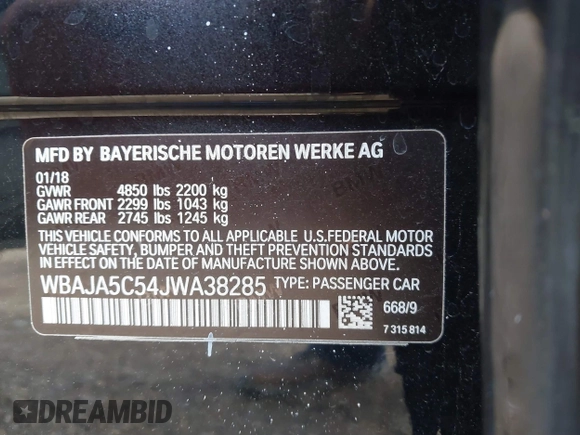 MFD BY BAYERISCHE MOTOREN WERKE AG
01/18
GVWR 4850 lbs 2200 kg
GAWR FRONT 2299 lbs 1043 kg
GAWR REAR 2745 lbs 1245 kg
THIS VEHICLE CONFORMS TO ALL APPLICABLE U.S.FEDERAL MOTOR
VEHICLE SAFETY, BUMPER AND THEFT PREVENTION STANDARDS
IN EFFECT ON THE DATE OF MANUFACTURE SHOWN ABOVE.
WBAJA5C54JWA38285 TYPE: PASSENGER CAR
668/9
7 315 814
DREAMBID